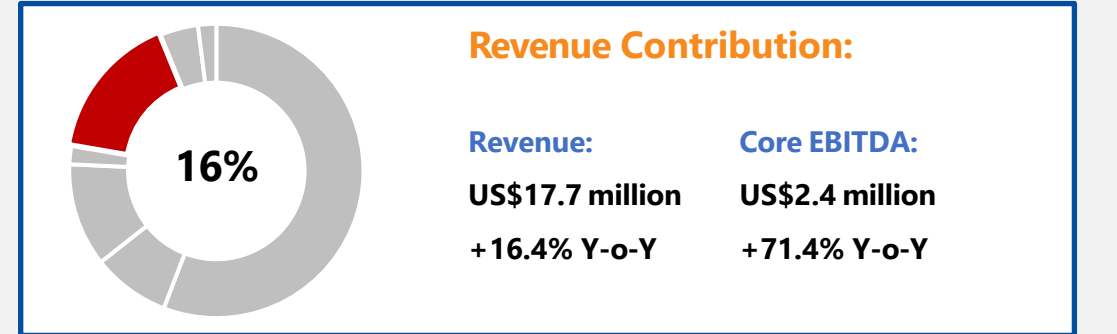 16%
Revenue Contribution:
Revenue: Core EBITDA:
US$17.7 million US$2.4 million
+16.4% Y-o-Y +71.4% Y-o-Y